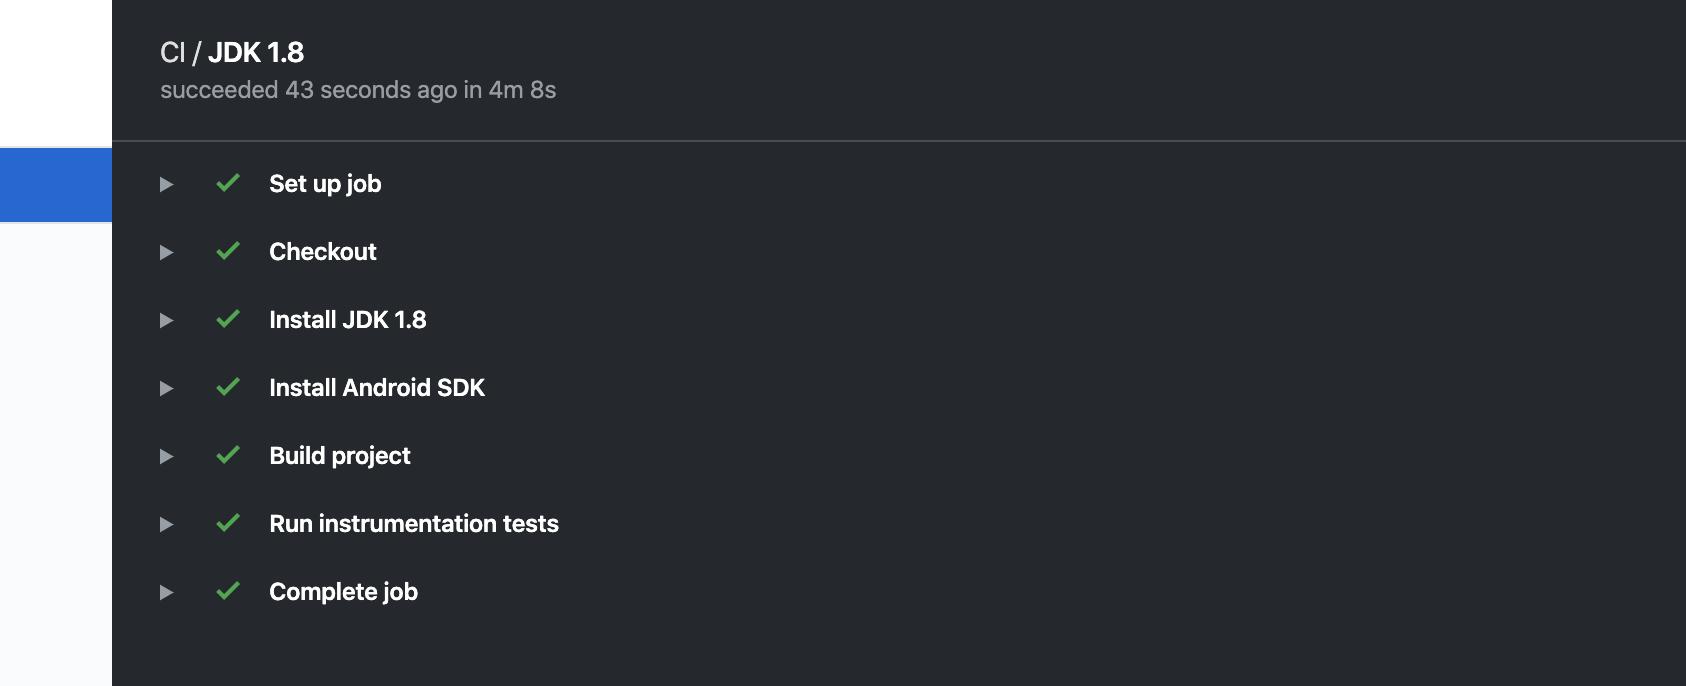 CI / JDK 1.8
succeeded 43 seconds ago in 4m 8s
Set up job
Checkout
Install JDK 1.8
Install Android SDK
Build project
Run instrumentation tests
Complete job